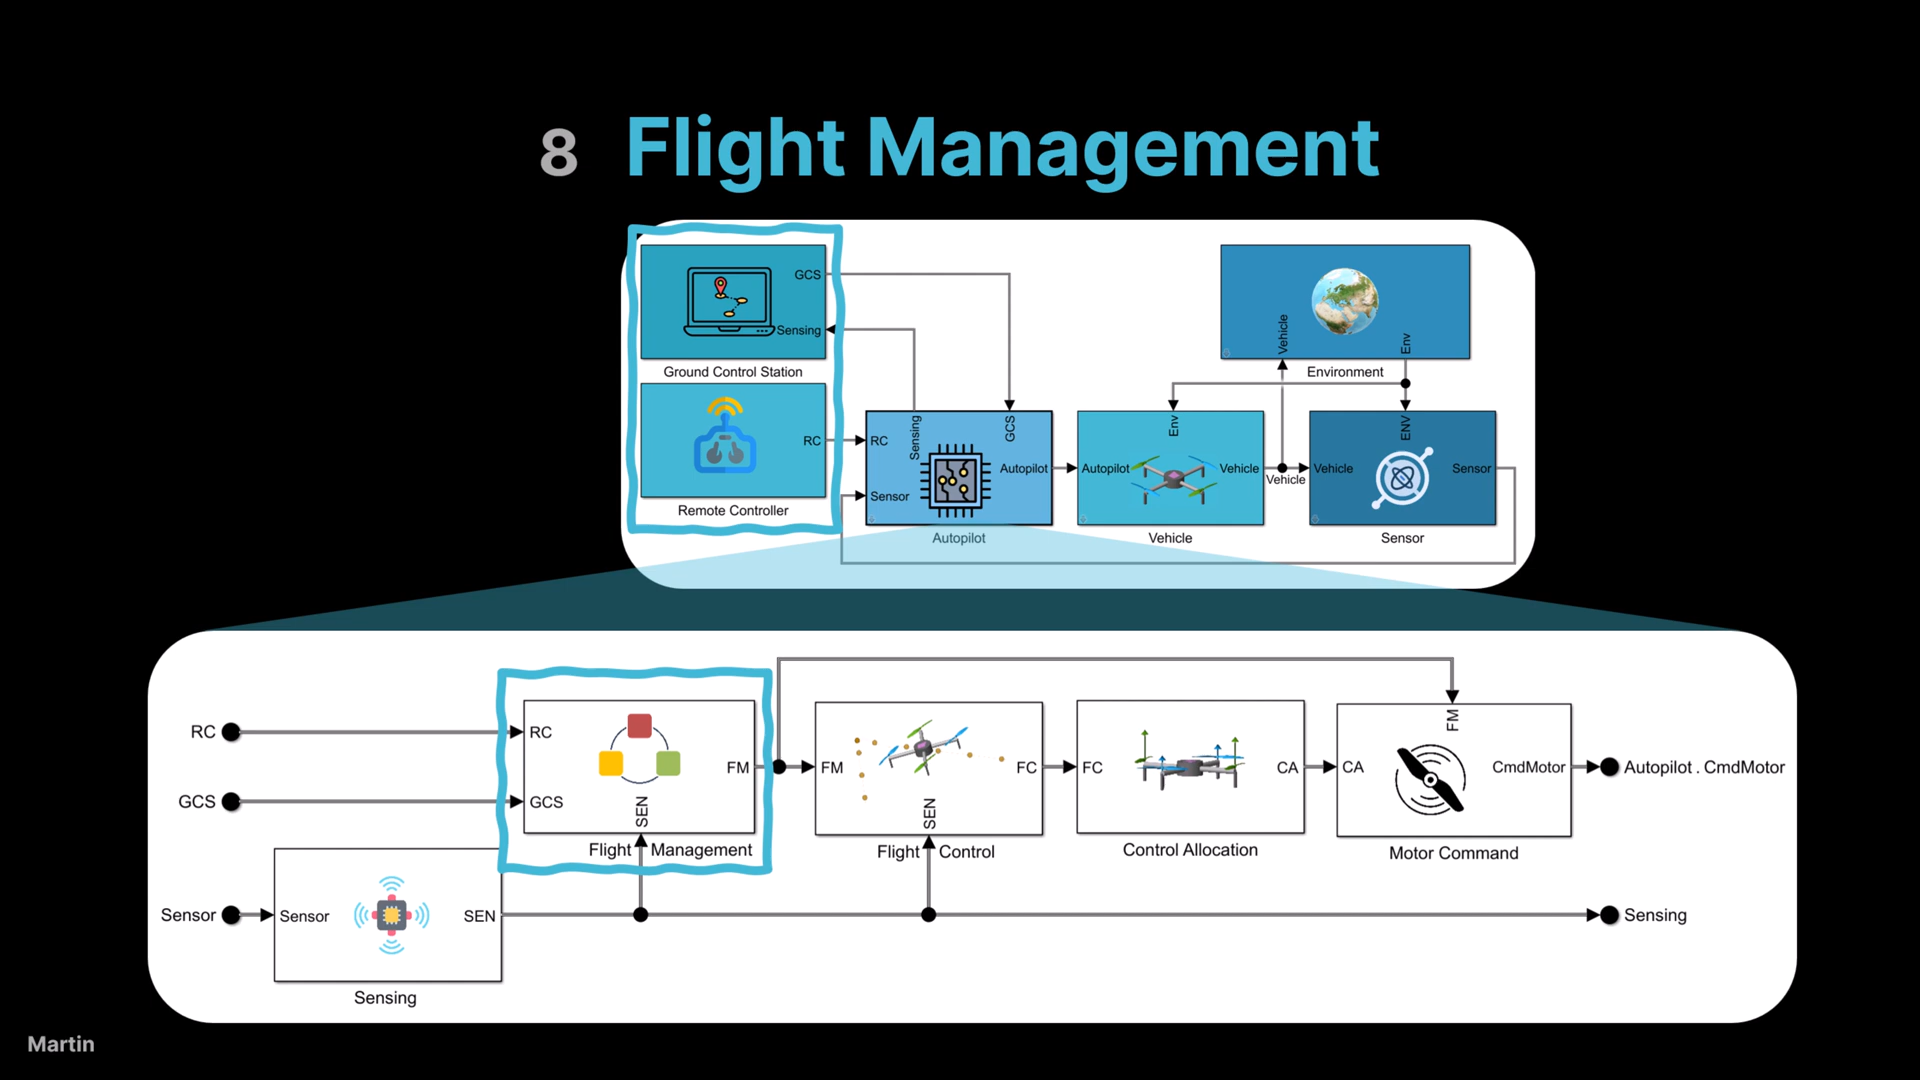 8 Flight Management
GCS
Sensing
Ground Control Station
RC
Remote Controller
Vehicle
Env
Environment
RC
Sensing
GCS
Autopilot
Sensor
Autopilot
Env
Autopilot
Vehicle
Vehicle
Vehicle
ENV
Vehicle
Sensor
Sensor
RC
GCS
Sensor
RC
GCS
SEN
FM
Flight Management
FM
SEN
FC
Flight Control
FC
CA
Control Allocation
FM
CA
CmdMotor
Motor Command
Autopilot . CmdMotor
Sensor
SEN
Sensing
Sensing
Martin